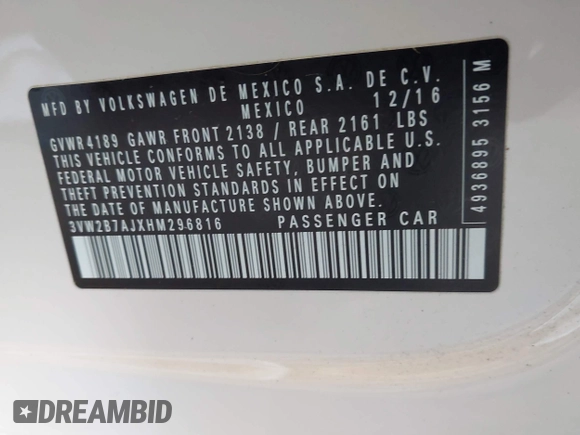 MFD BY VOLKSWAGEN DE MEXICO S.A. DE C.V.
MEXICO 12/16
GVWR 4189 GAWR FRONT 2138 / REAR 2161 LBS
THIS VEHICLE CONFORMS TO ALL APPLICABLE U.S.
FEDERAL MOTOR VEHICLE SAFETY, BUMPER AND
THEFT PREVENTION STANDARDS IN EFFECT ON
THE DATE OF MANUFACTURE SHOWN ABOVE.
3VW2B7AJXHM296816 PASSENGER CAR
4936895 3156 M
DREAMBID